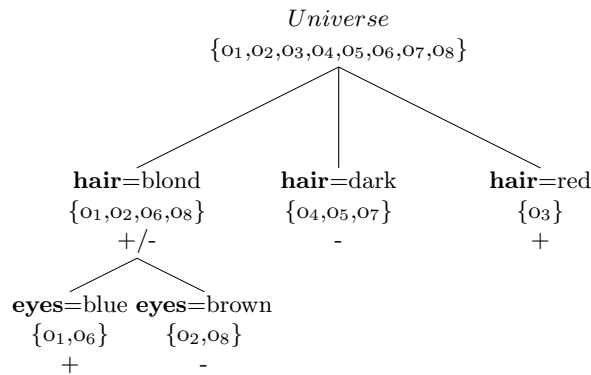 Universe
{o₁,o₂,o₃,o₄,o₅,o₆,o₇,o₈}
hair=blond hair=dark hair=red
{o₁,o₂,o₆,o₈} {o₄,o₅,o₇} {o₃}
+/- - +
eyes=blue eyes=brown
{o₁,o₆} {o₂,o₈}
+ -